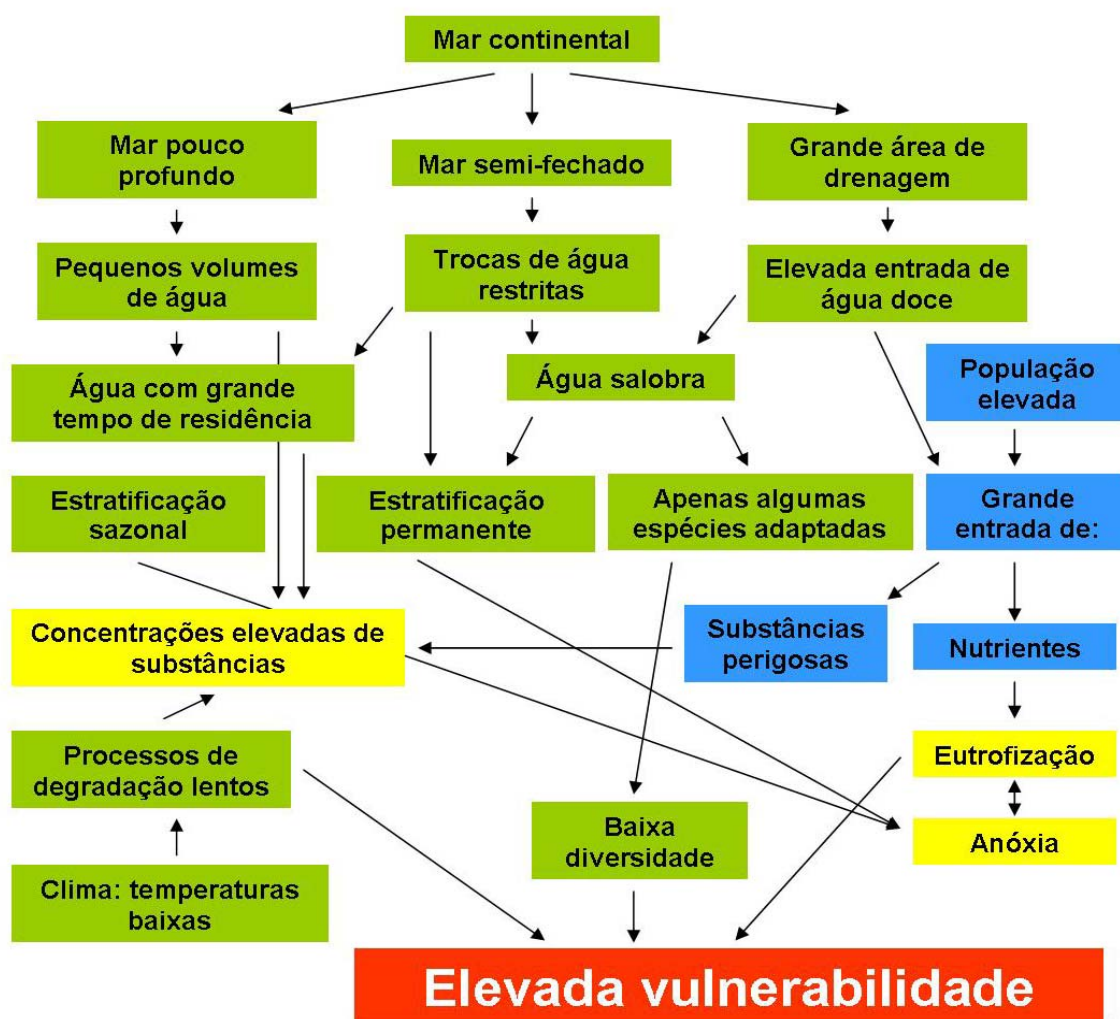 Mar continental
Mar pouco
profundo
Mar semi-fechado
Grande área de
drenagem
Pequenos volumes
de água
Trocas de água
restritas
Elevada entrada de
água doce
Água com grande
tempo de residência
Água salobra
População
elevada
Estratificação
sazonal
Estratificação
permanente
Apenas algumas
espécies adaptadas
Grande
entrada de:
Concentrações elevadas de
substâncias
Substâncias
perigosas
Nutrientes
Processos de
degradação lentos
Eutrofização
Baixa
diversidade
Anóxia
Clima: temperaturas
baixas
Elevada vulnerabilidade